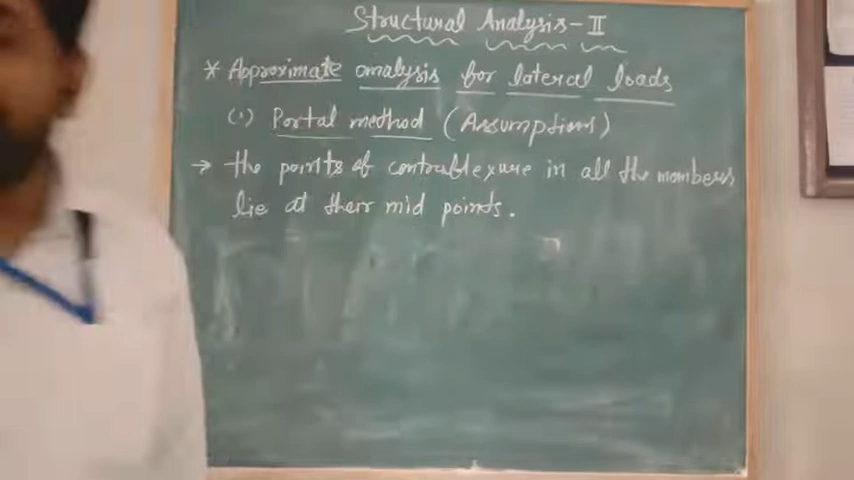 Structural Analysis-II
* Approximate analysis for lateral loads
(1) Portal method (Assumptions)
→ the points of contraflexure in all the members
lie at their mid points.